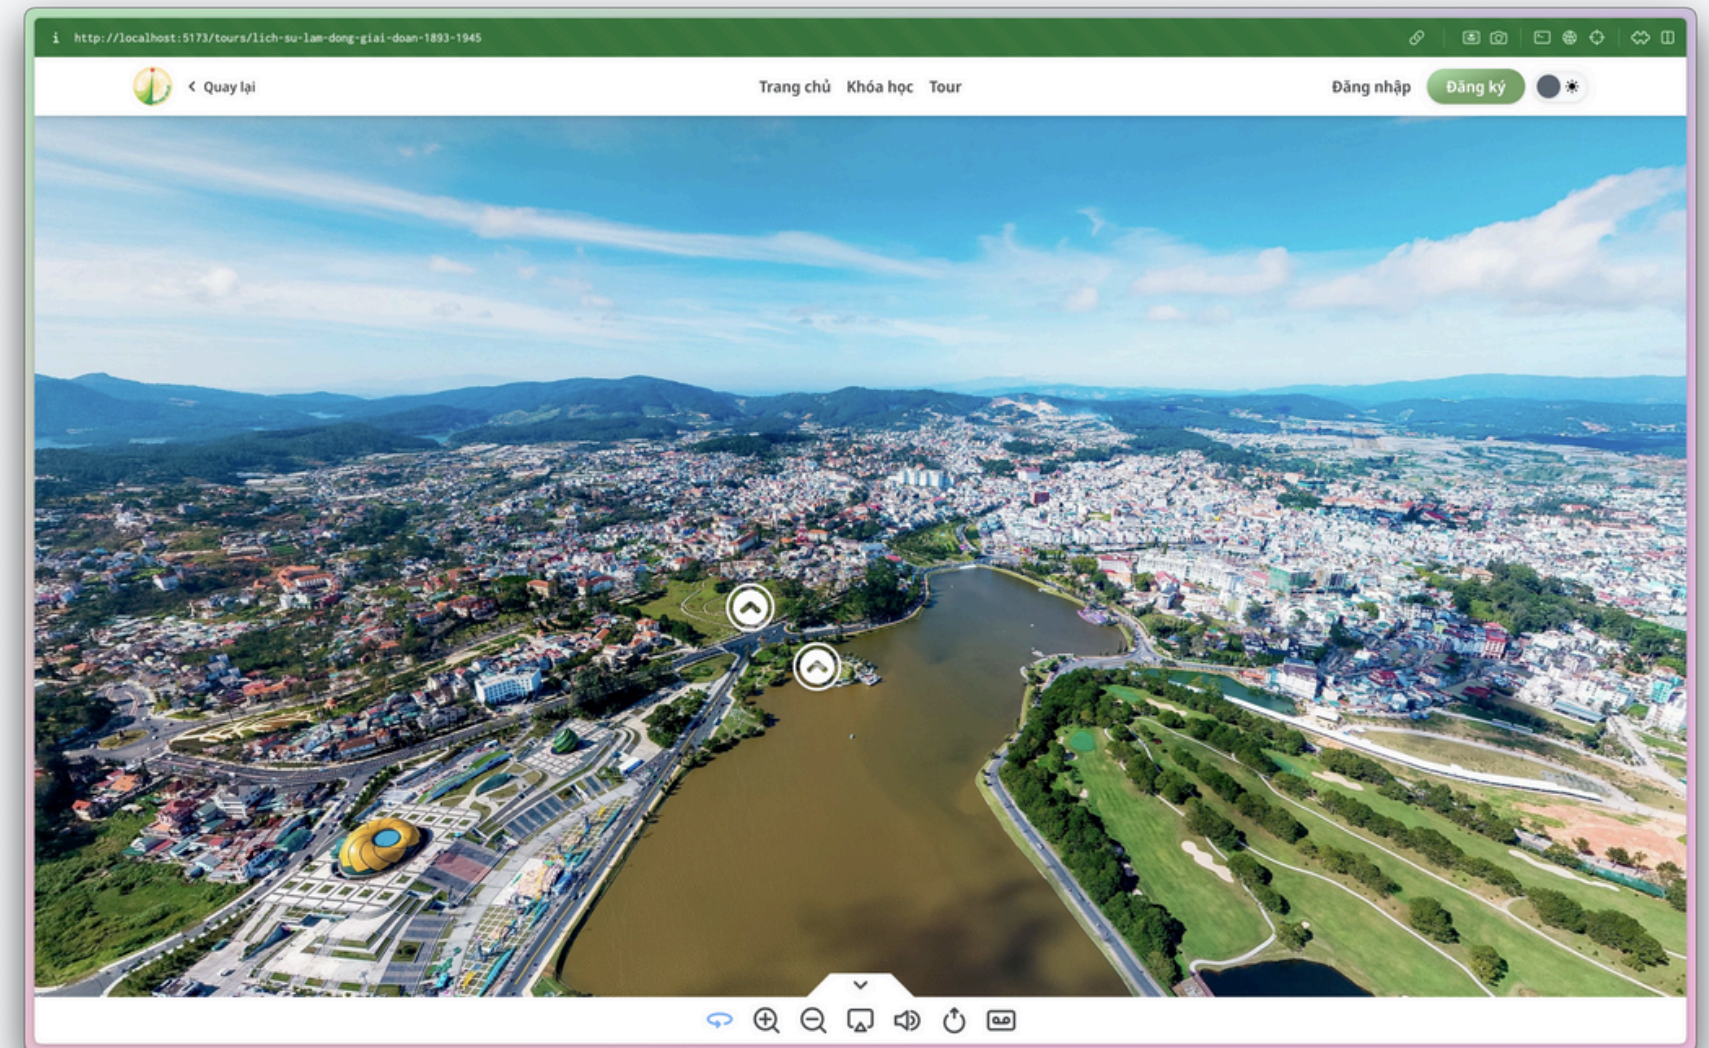 http://localhost:5173/tours/lich-su-lam-dong-giai-doan-1893-1945
Quay lại
Trang chủ Khóa học Tour
Đăng nhập
Đăng ký